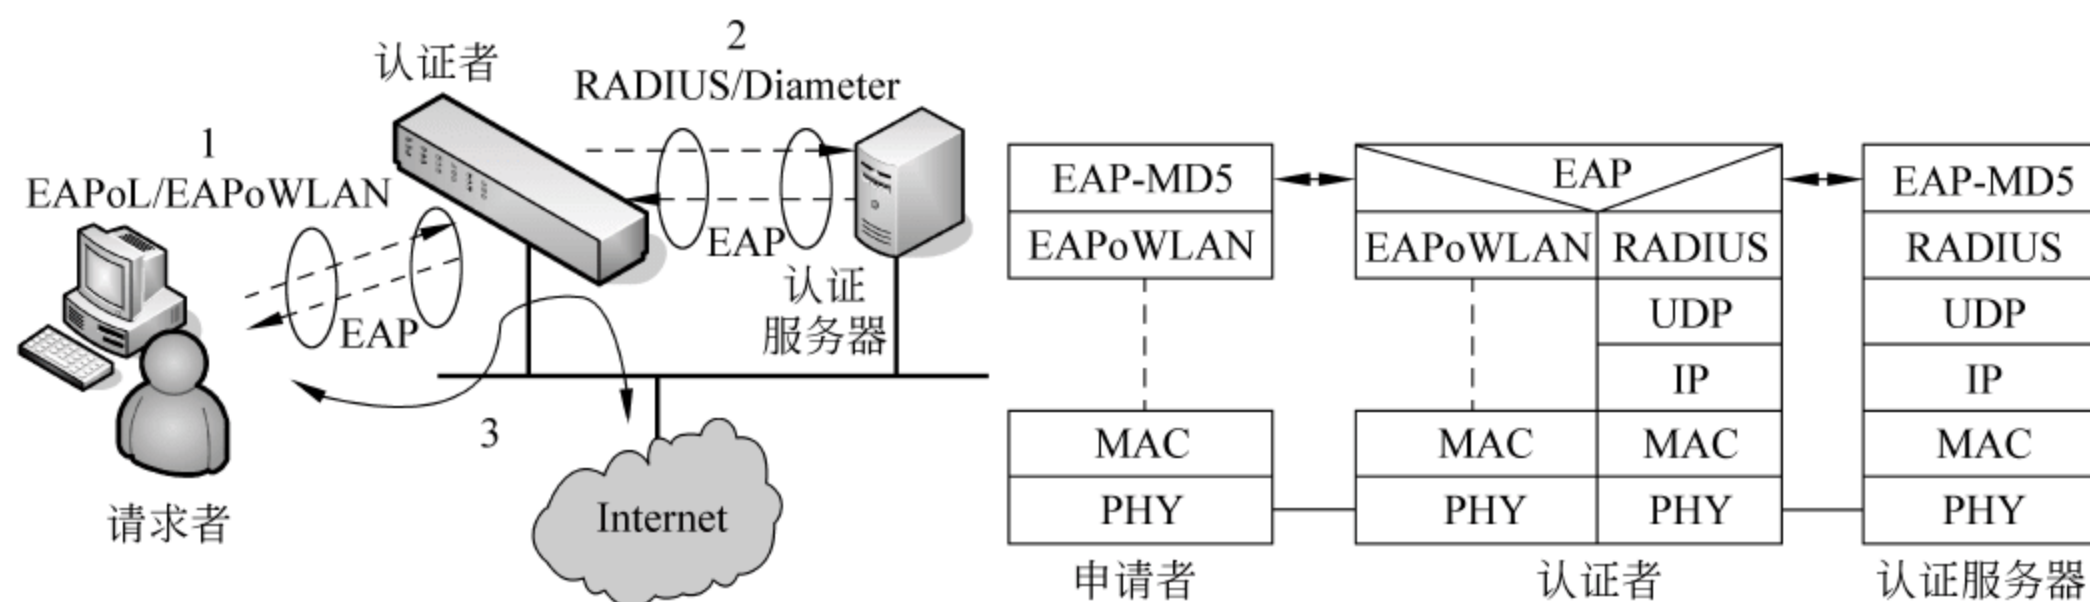 2
认证者
RADIUS/Diameter
1
EAPoL/EAPoWLAN
EAP
认证
服务器
EAP
3
Internet
请求者
EAP-MD5
EAPoWLAN
MAC
PHY
申请者
EAP
EAPoWLAN
RADIUS
UDP
IP
MAC
MAC
PHY
PHY
认证者
EAP-MD5
RADIUS
UDP
IP
MAC
PHY
认证服务器